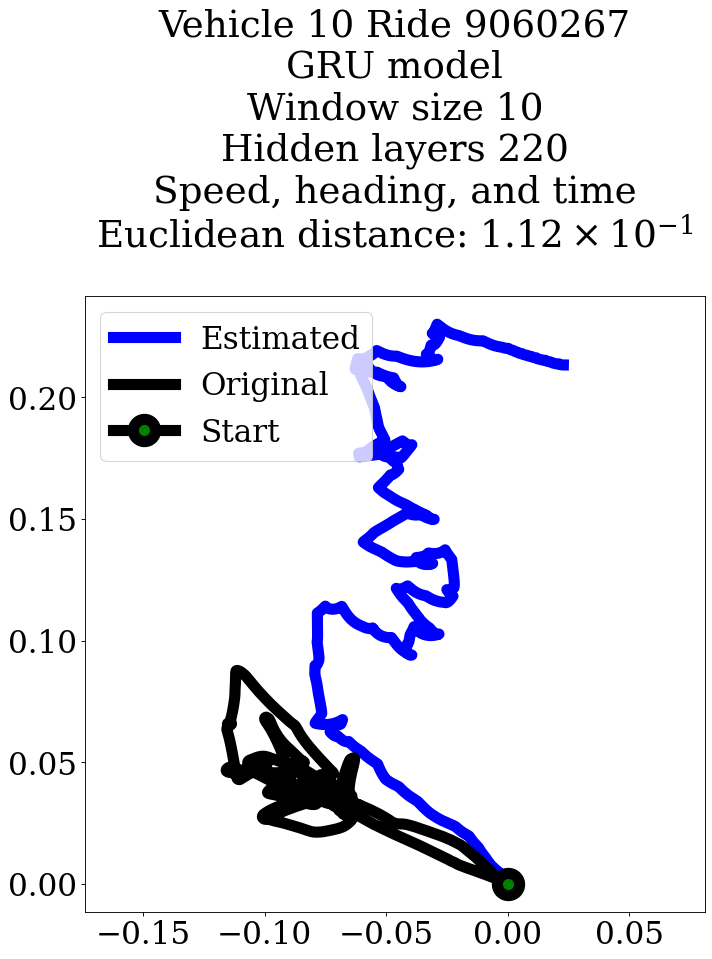 Vehicle 10 Ride 9060267
GRU model
Window size 10
Hidden layers 220
Speed, heading, and time
Euclidean distance: 1.12 × 10⁻¹
Estimated
Original
Start
0.20
0.15
0.10
0.05
0.00
−0.15 −0.10 −0.05 0.00 0.05